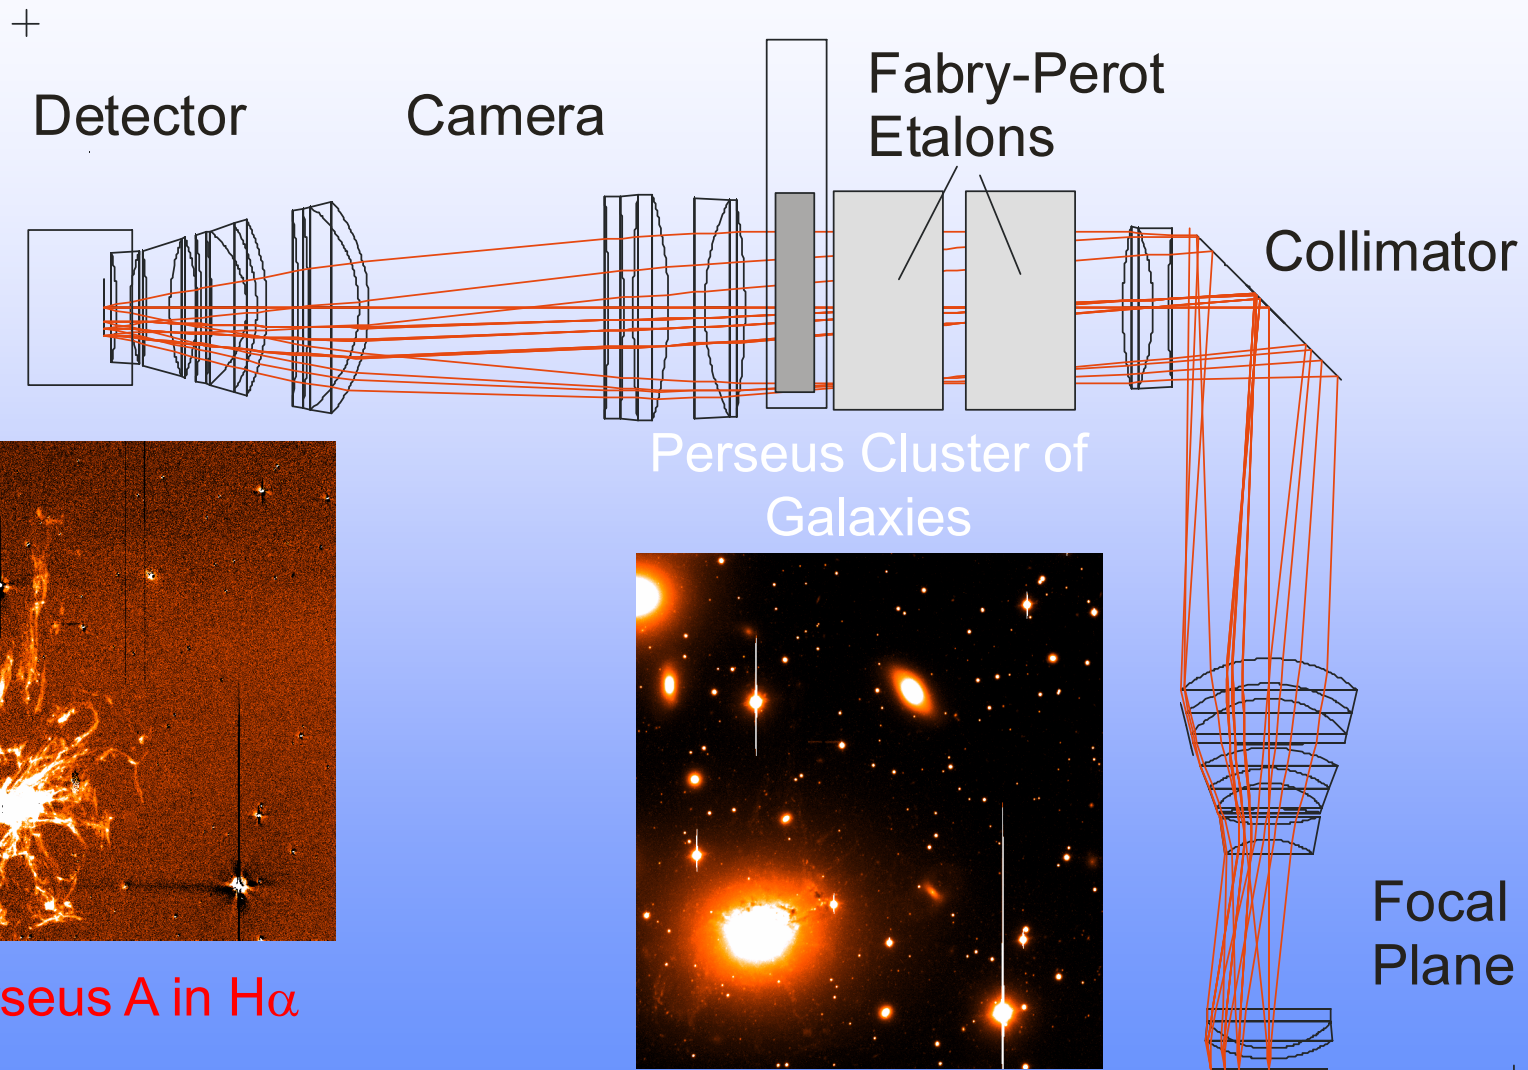 Detector
Camera
Fabry-Perot
Etalons
Collimator
Perseus Cluster of
Galaxies
Focal
Plane
seus A in Hα